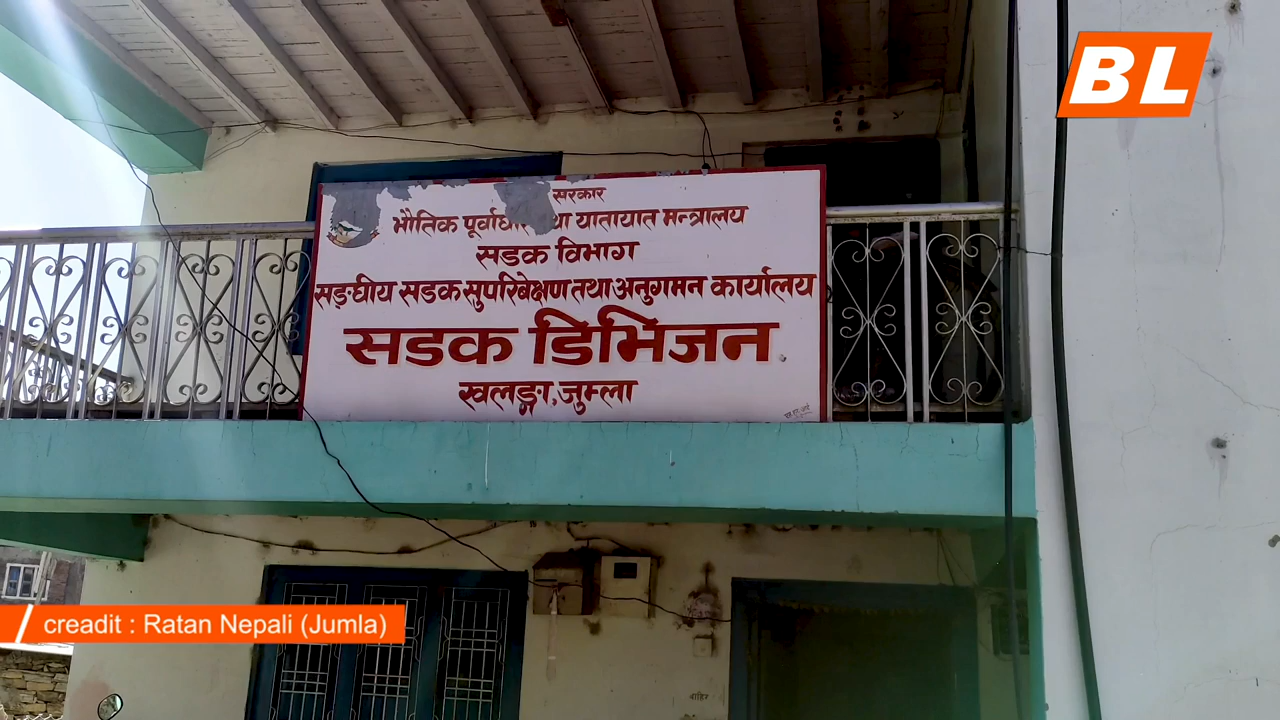 BL
सरकार
भौतिक पूर्वाधार तथा यातायात मन्त्रालय
सडक विभाग
सङ्घीय सडक सुपरिबेक्षण तथा अनुगमन कार्यालय
सडक डिभिजन
खलङ्गा, जुम्ला
creadit : Ratan Nepali (Jumla)